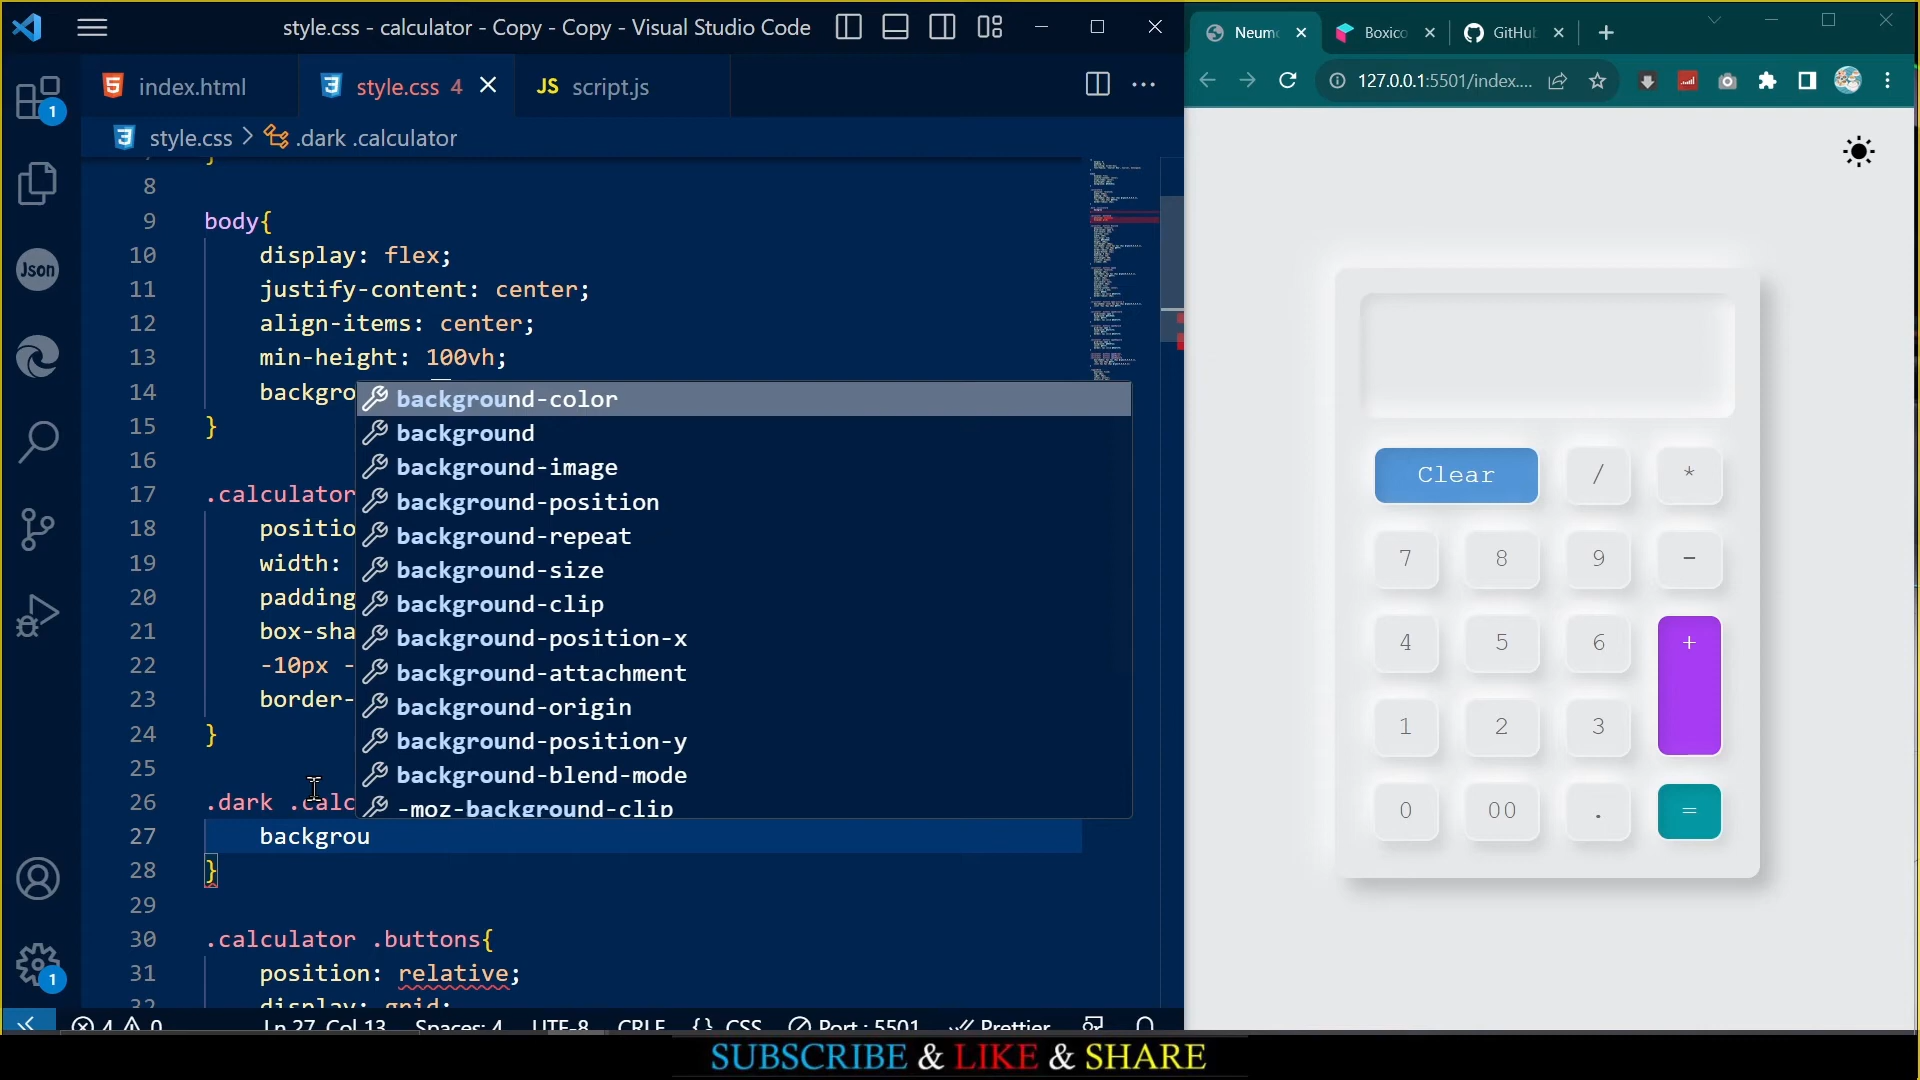 style.css - calculator - Copy - Copy - Visual Studio Code
index.html
style.css 4
JS script.js
style.css > .dark .calculator
1
Json
8
9 body{
10 display: flex;
11 justify-content: center;
12 align-items: center;
13 min-height: 100vh;
14 backgro
15 }
16
17 .calculator
18 positio
19 width:
20 padding
21 box-sha
22 -10px -
23 border-
24 }
25
26 .dark .calc
27 backgrou
28 }
29
30 .calculator .buttons{
31 position: relative;
32 display: grid;
background-color
background
background-image
background-position
background-repeat
background-size
background-clip
background-position-x
background-attachment
background-origin
background-position-y
background-blend-mode
-moz-background-clip
1
4 0 Ln 27, Col 13 Spaces: 4 UTF-8 CRLF {} CSS Port : 5501 Prettier
Neum
Boxico
GitHu
127.0.0.1:5501/index....
Clear / *
7 8 9 -
4 5 6 +
1 2 3
0 00 . =
SUBSCRIBE & LIKE & SHARE